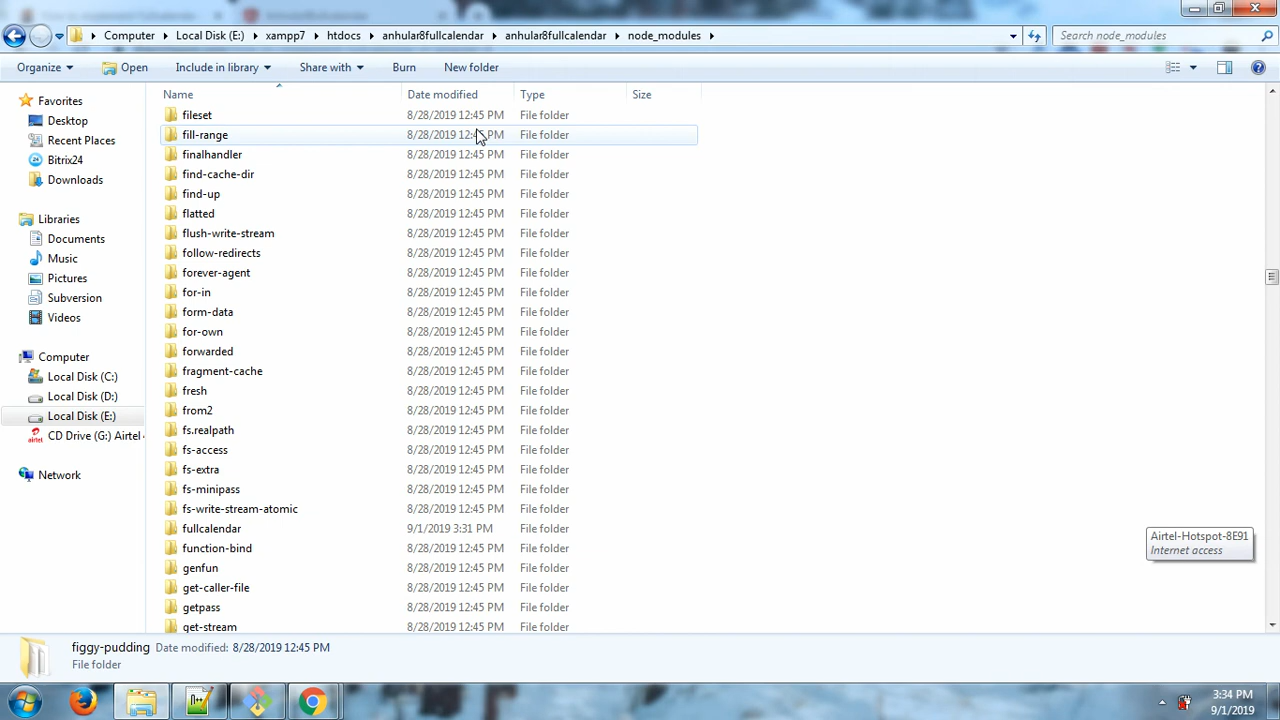 Computer Local Disk (E:) xampp7 htdocs anhular8fullcalendar anhular8fullcalendar node_modules Search node_modules
Organize Open Include in library Share with Burn New folder
Name Date modified Type Size
Favorites
Desktop
Recent Places
Bitrix24
Downloads
Libraries
Documents
Music
Pictures
Subversion
Videos
Computer
Local Disk (C:)
Local Disk (D:)
Local Disk (E:)
CD Drive (G:) Airtel
Network
fileset 8/28/2019 12:45 PM File folder
fill-range 8/28/2019 12:45 PM File folder
finalhandler 8/28/2019 12:45 PM File folder
find-cache-dir 8/28/2019 12:45 PM File folder
find-up 8/28/2019 12:45 PM File folder
flatted 8/28/2019 12:45 PM File folder
flush-write-stream 8/28/2019 12:45 PM File folder
follow-redirects 8/28/2019 12:45 PM File folder
forever-agent 8/28/2019 12:45 PM File folder
for-in 8/28/2019 12:45 PM File folder
form-data 8/28/2019 12:45 PM File folder
for-own 8/28/2019 12:45 PM File folder
forwarded 8/28/2019 12:45 PM File folder
fragment-cache 8/28/2019 12:45 PM File folder
fresh 8/28/2019 12:45 PM File folder
from2 8/28/2019 12:45 PM File folder
fs.realpath 8/28/2019 12:45 PM File folder
fs-access 8/28/2019 12:45 PM File folder
fs-extra 8/28/2019 12:45 PM File folder
fs-minipass 8/28/2019 12:45 PM File folder
fs-write-stream-atomic 8/28/2019 12:45 PM File folder
fullcalendar 9/1/2019 3:31 PM File folder
function-bind 8/28/2019 12:45 PM File folder
genfun 8/28/2019 12:45 PM File folder
get-caller-file 8/28/2019 12:45 PM File folder
getpass 8/28/2019 12:45 PM File folder
get-stream 8/28/2019 12:45 PM File folder
Airtel-Hotspot-8E91
Internet access
figgy-pudding Date modified: 8/28/2019 12:45 PM
File folder
3:34 PM
9/1/2019